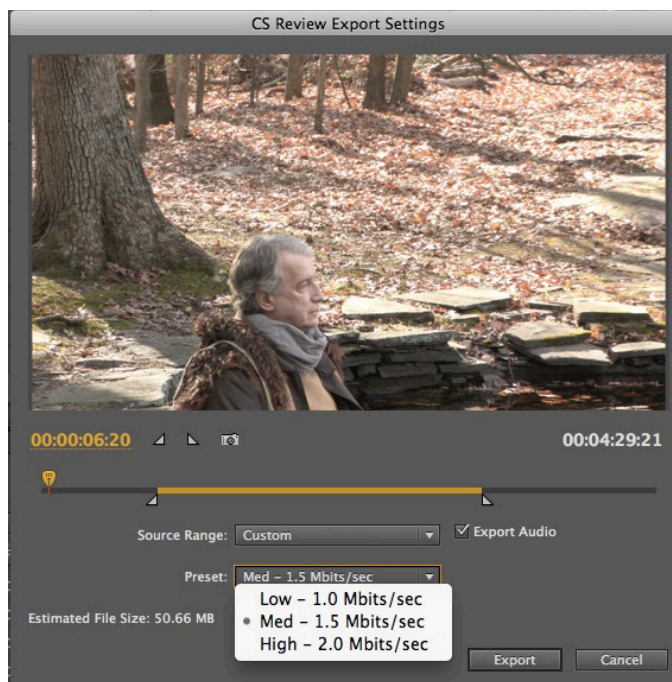 CS Review Export Settings
00:00:06:20 00:04:29:21
Source Range: Custom Export Audio
Preset: Med – 1.5 Mbits/sec
Low – 1.0 Mbits/sec
Estimated File Size: 50.66 MB Med – 1.5 Mbits/sec
High – 2.0 Mbits/sec
Export Cancel